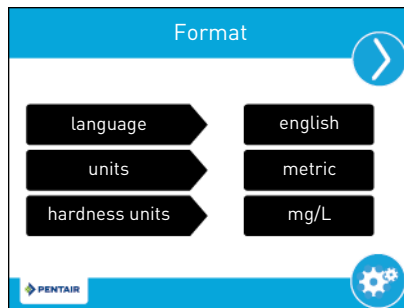 Format
language
english
units
metric
hardness units
mg/L
PENTAIR